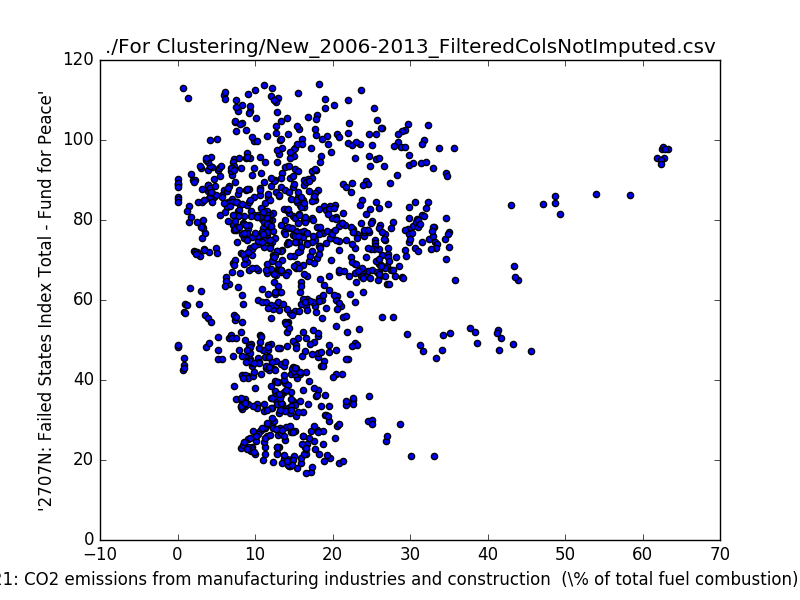 ./For Clustering/New_2006-2013_FilteredColsNotImputed.csv
120
100
80
60
40
20
0
'2707N: Failed States Index Total - Fund for Peace'
−10 0 10 20 30 40 50 60 70
21: CO2 emissions from manufacturing industries and construction (\% of total fuel combustion)